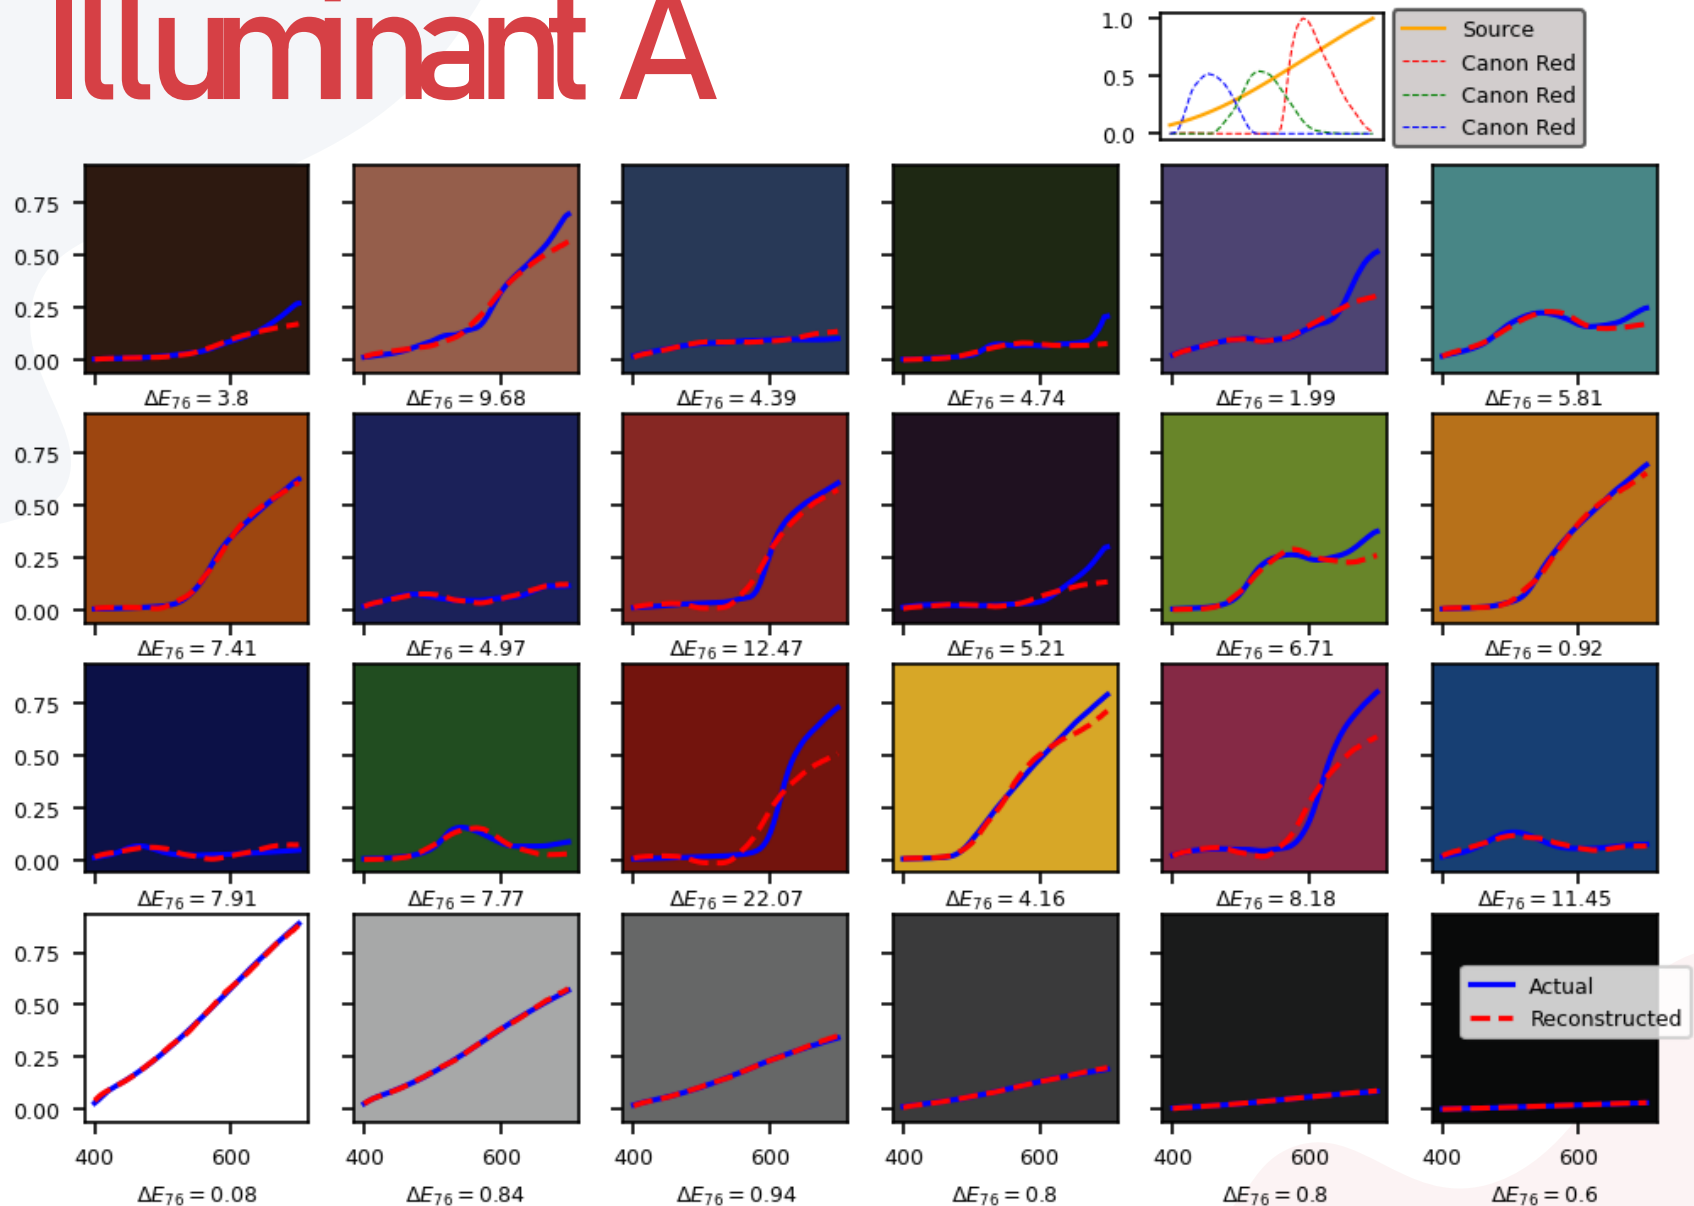 Illuminant A
1.0
0.5
0.0
Source
Canon Red
Canon Red
Canon Red
0.75
0.50
0.25
0.00
ΔE₇₆ = 3.8 ΔE₇₆ = 9.68 ΔE₇₆ = 4.39 ΔE₇₆ = 4.74 ΔE₇₆ = 1.99 ΔE₇₆ = 5.81
0.75
0.50
0.25
0.00
ΔE₇₆ = 7.41 ΔE₇₆ = 4.97 ΔE₇₆ = 12.47 ΔE₇₆ = 5.21 ΔE₇₆ = 6.71 ΔE₇₆ = 0.92
0.75
0.50
0.25
0.00
ΔE₇₆ = 7.91 ΔE₇₆ = 7.77 ΔE₇₆ = 22.07 ΔE₇₆ = 4.16 ΔE₇₆ = 8.18 ΔE₇₆ = 11.45
0.75
0.50
0.25
0.00
Actual
Reconstructed
400 600 400 600 400 600 400 600 400 600 400 600
ΔE₇₆ = 0.08 ΔE₇₆ = 0.84 ΔE₇₆ = 0.94 ΔE₇₆ = 0.8 ΔE₇₆ = 0.8 ΔE₇₆ = 0.6